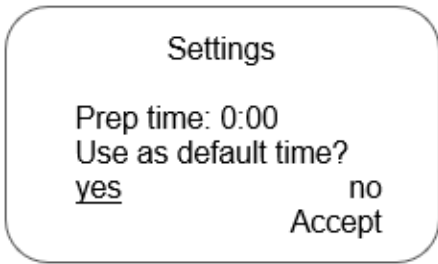 Settings
Prep time: 0:00
Use as default time?
yes no
Accept